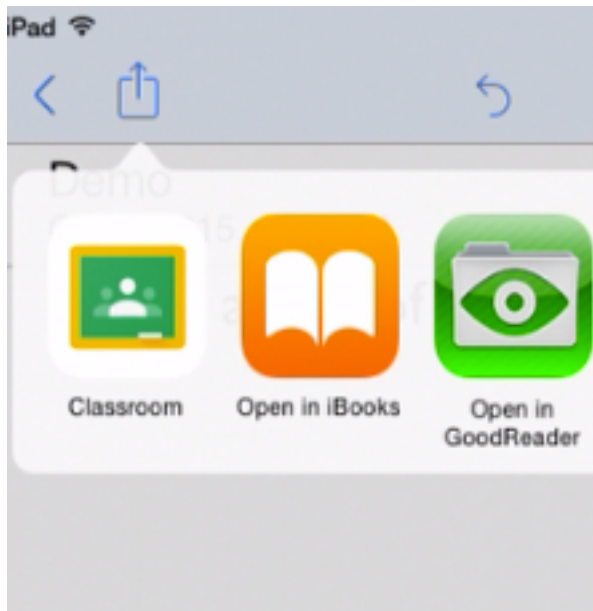 iPad
Demo
Classroom
Open in iBooks
Open in
GoodReader